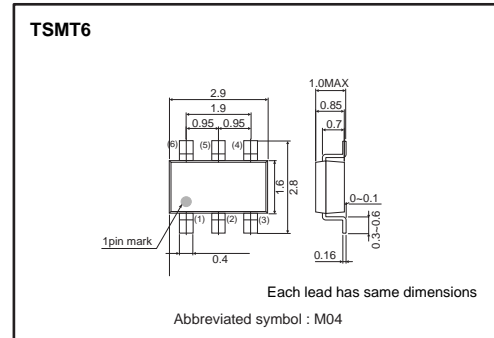 TSMT6
2.9
1.9
0.95 0.95
(6) (5) (4)
(1) (2) (3)
1pin mark
0.4
1.6
2.8
1.0MAX
0.85
0.7
0~0.1
0.3~0.6
0.16
Each lead has same dimensions
Abbreviated symbol : M04